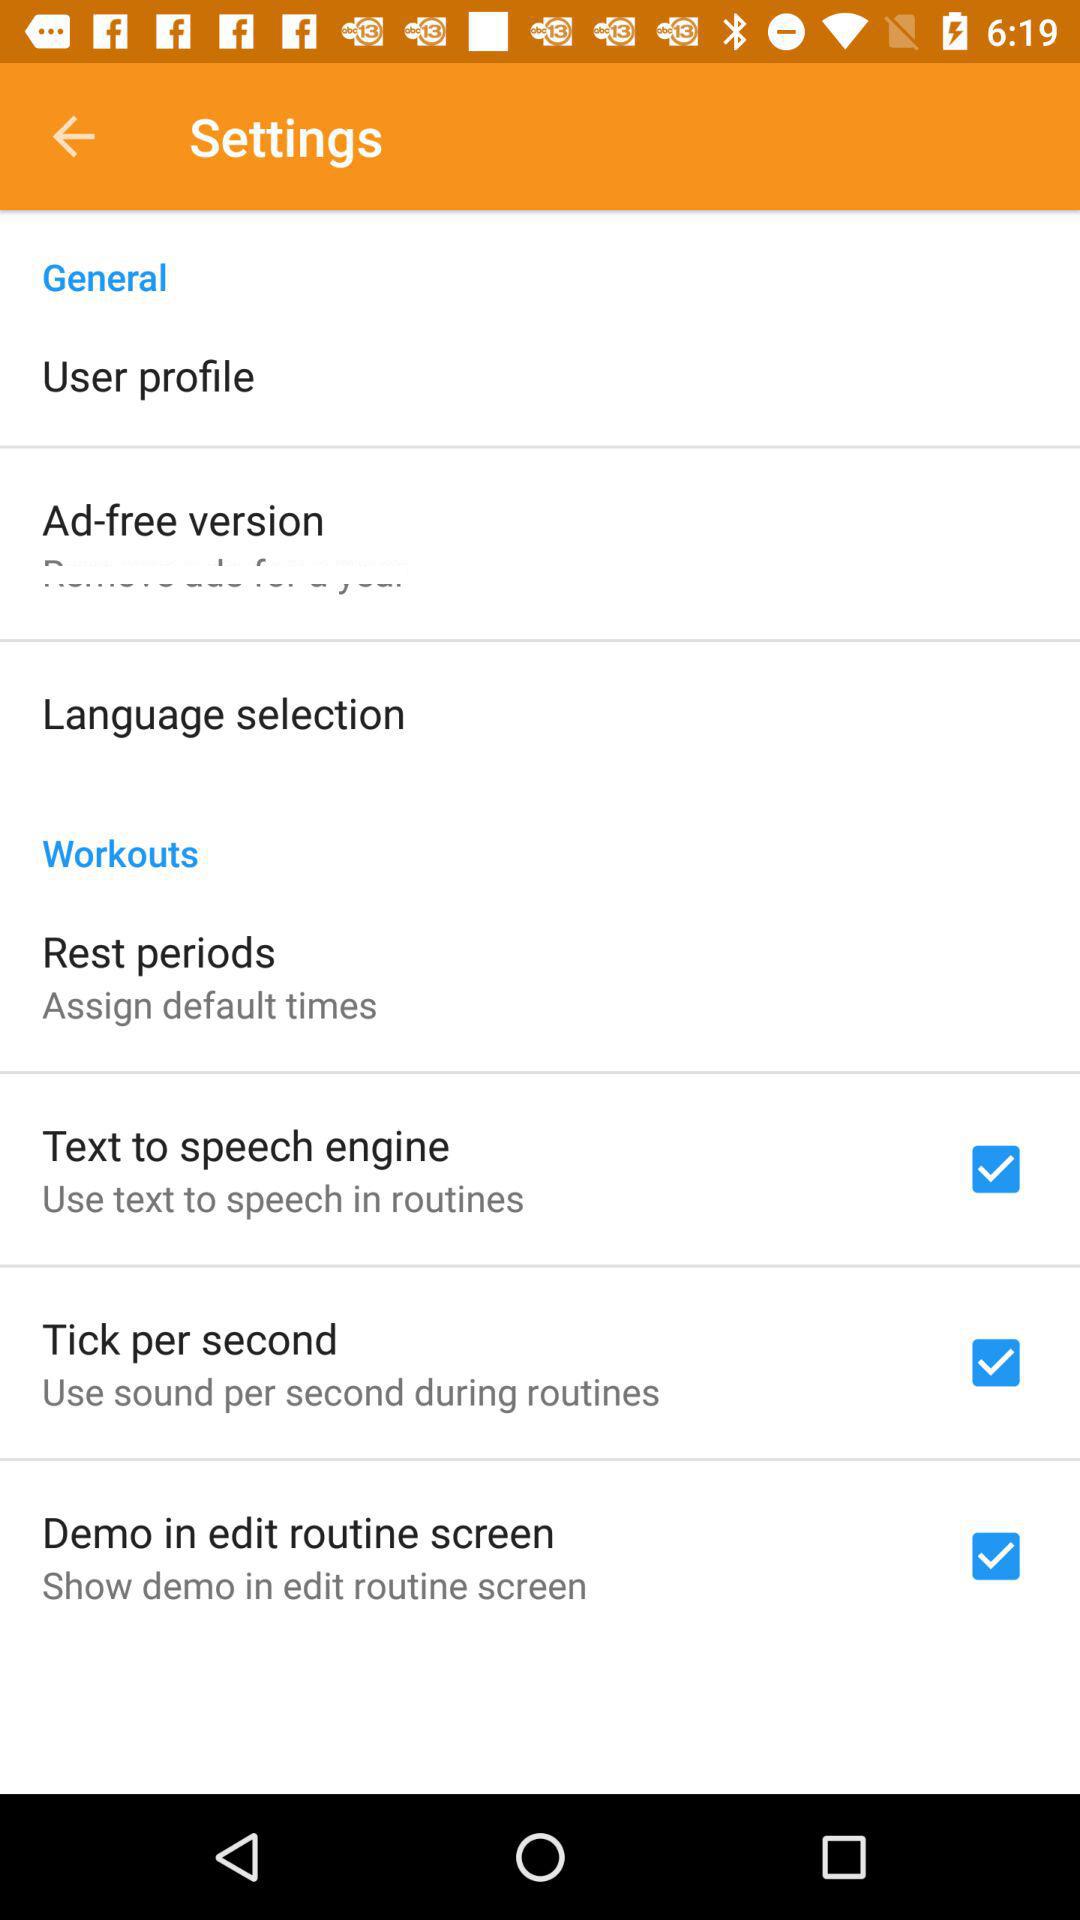 6:19
Settings
General
User profile
Ad-free version
Language selection
Workouts
Rest periods
Assign default times
Text to speech engine
Use text to speech in routines
Tick per second
Use sound per second during routines
Demo in edit routine screen
Show demo in edit routine screen